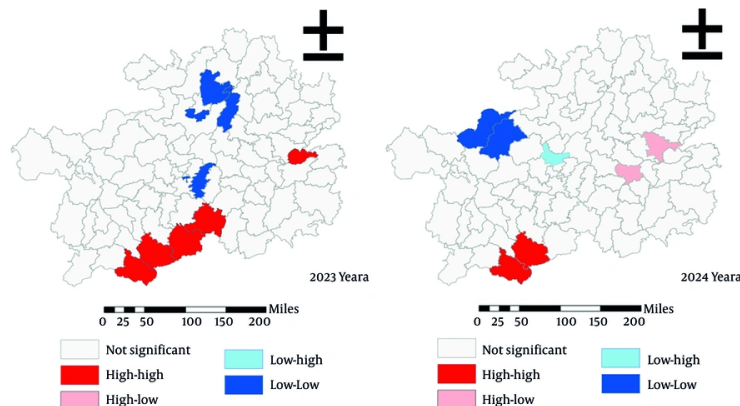 2023 Yeara
Miles
0 25 50 100 150 200
Not significant
High-high
High-low
Low-high
Low-Low
2024 Yeara
Miles
0 25 50 100 150 200
Not significant
High-high
High-low
Low-high
Low-Low